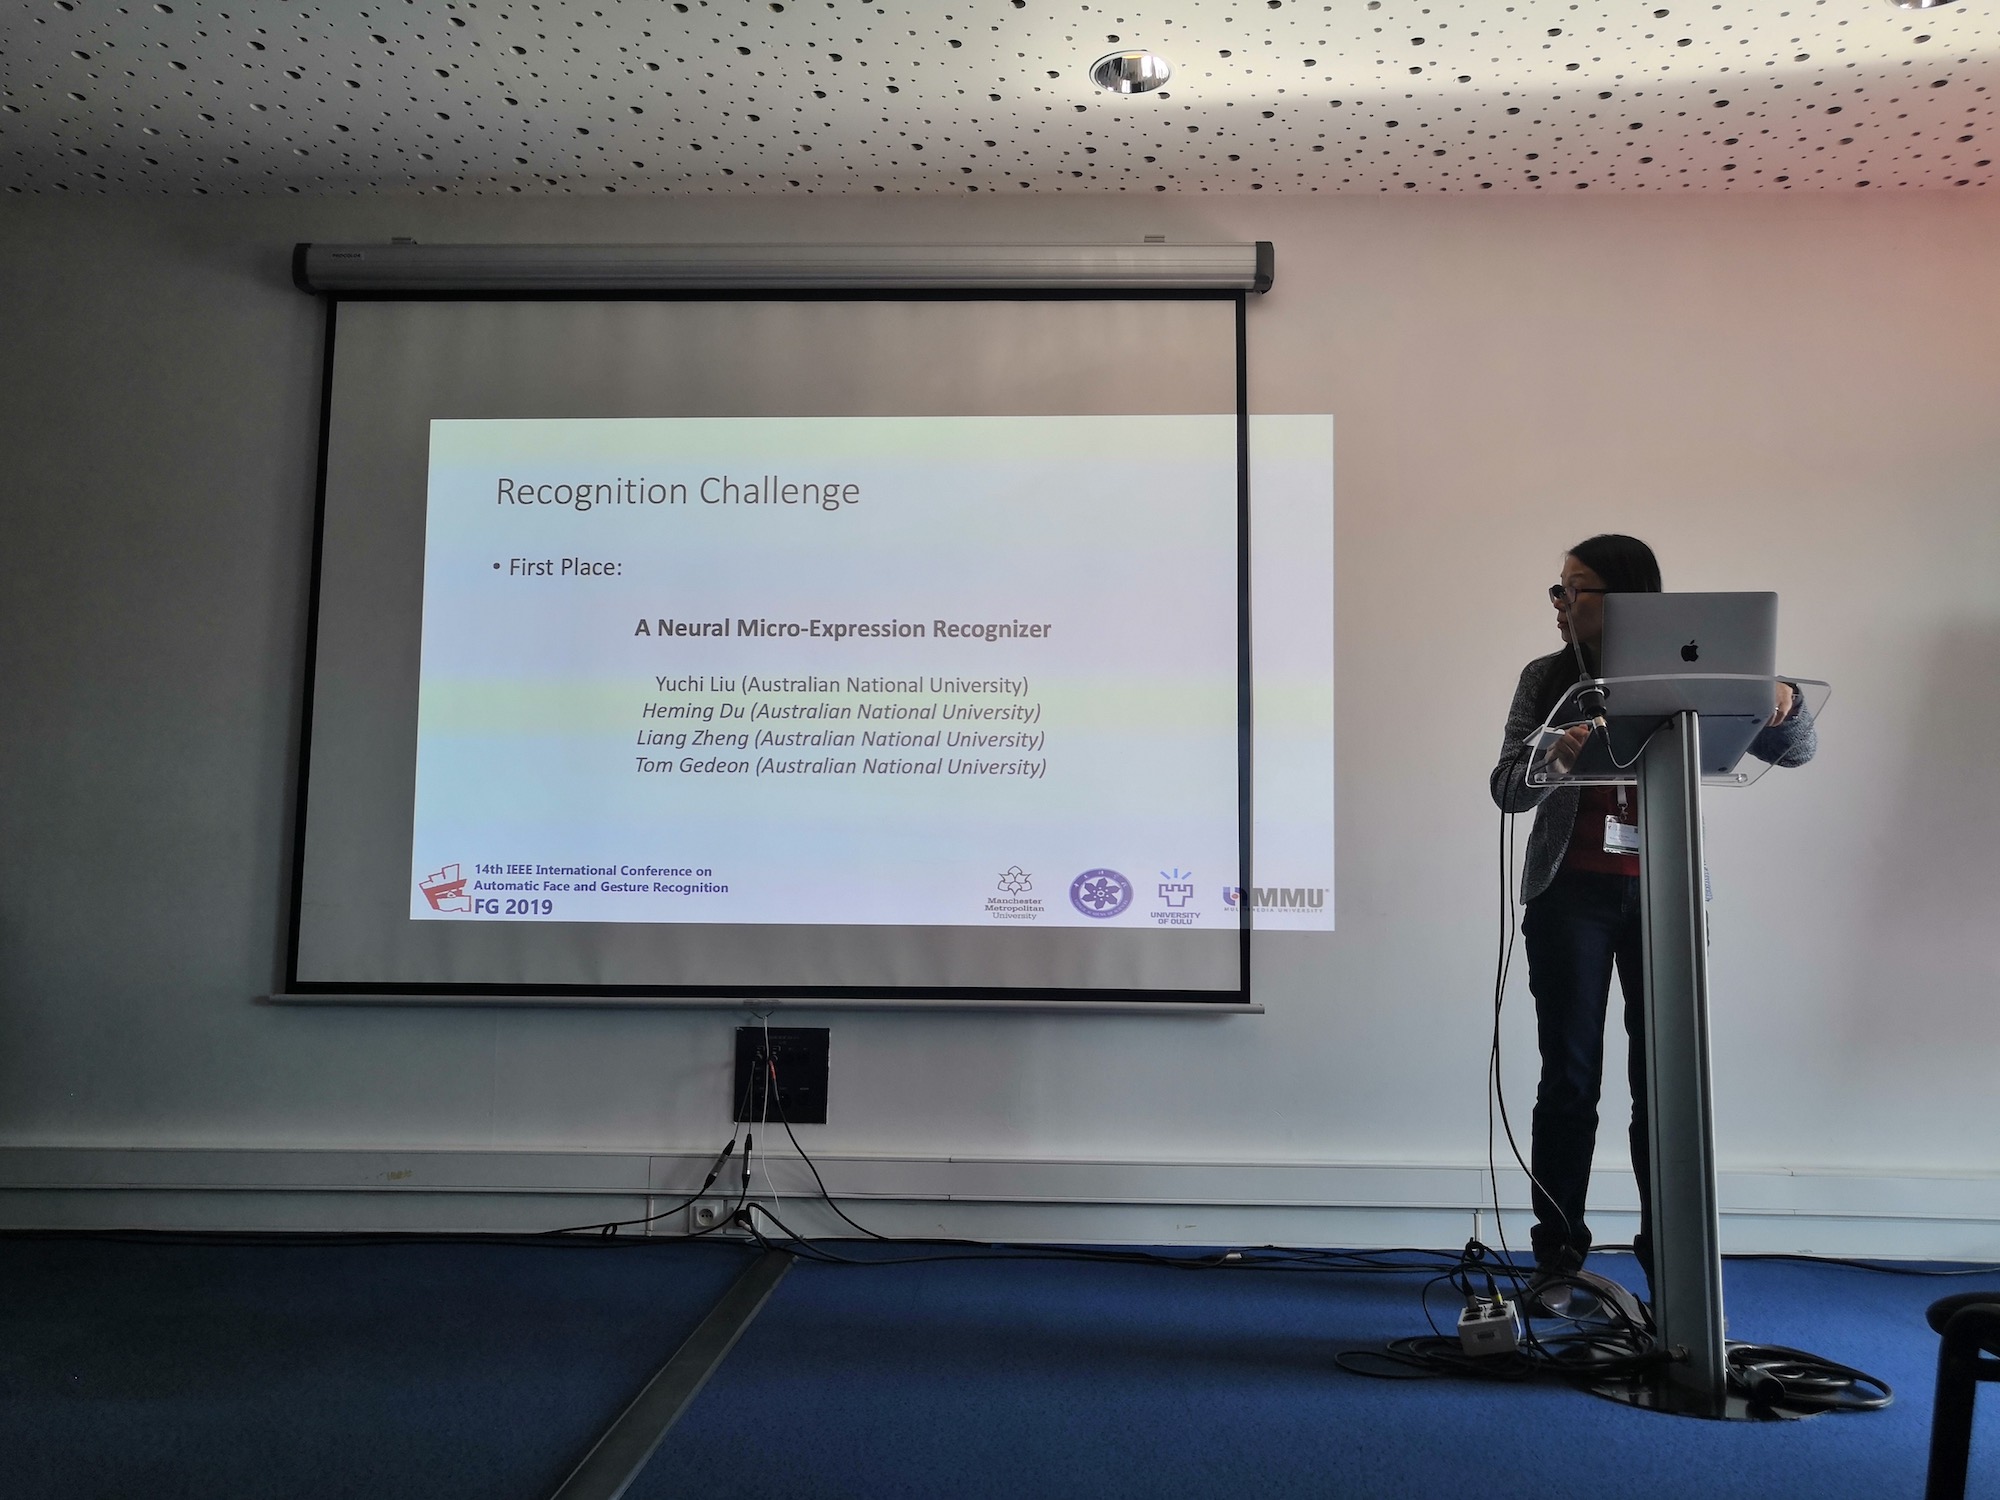 Recognition Challenge
• First Place:
A Neural Micro-Expression Recognizer
Yuchi Liu (Australian National University)
Heming Du (Australian National University)
Liang Zheng (Australian National University)
Tom Gedeon (Australian National University)
14th IEEE International Conference on
Automatic Face and Gesture Recognition
FG 2019
Manchester
Metropolitan
University
UNIVERSITY
OF OULU
MMU
MULTIMEDIA UNIVERSITY